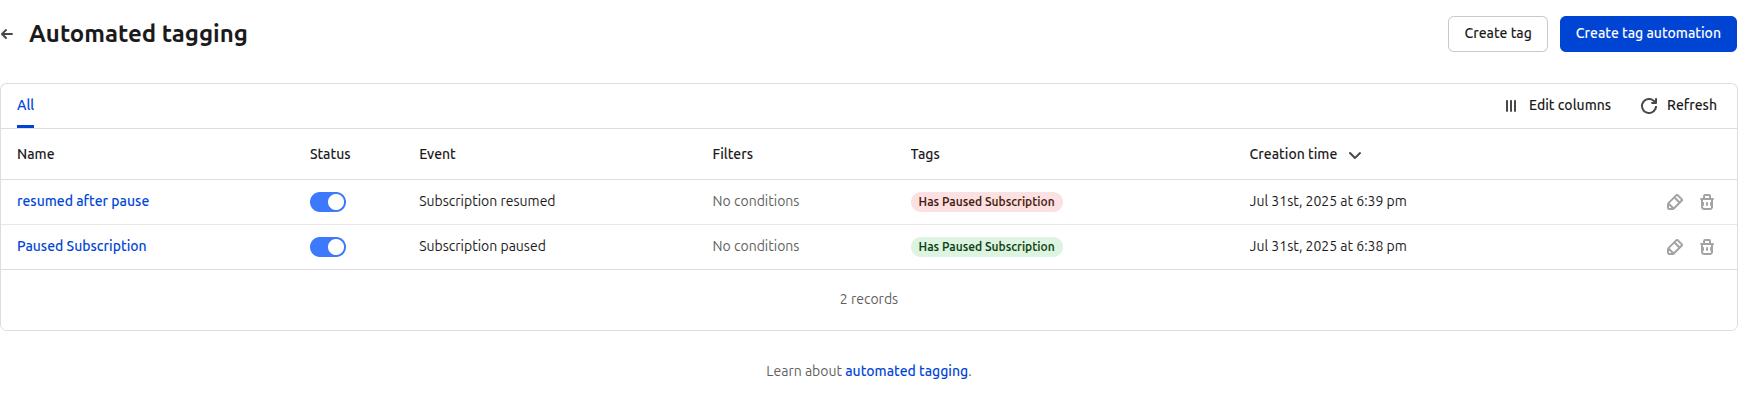 Automated tagging
Create tag
Create tag automation
All
Edit columns
Refresh
Name Status Event Filters Tags Creation time
resumed after pause Subscription resumed No conditions Has Paused Subscription Jul 31st, 2025 at 6:39 pm
Paused Subscription Subscription paused No conditions Has Paused Subscription Jul 31st, 2025 at 6:38 pm
2 records
Learn about automated tagging.